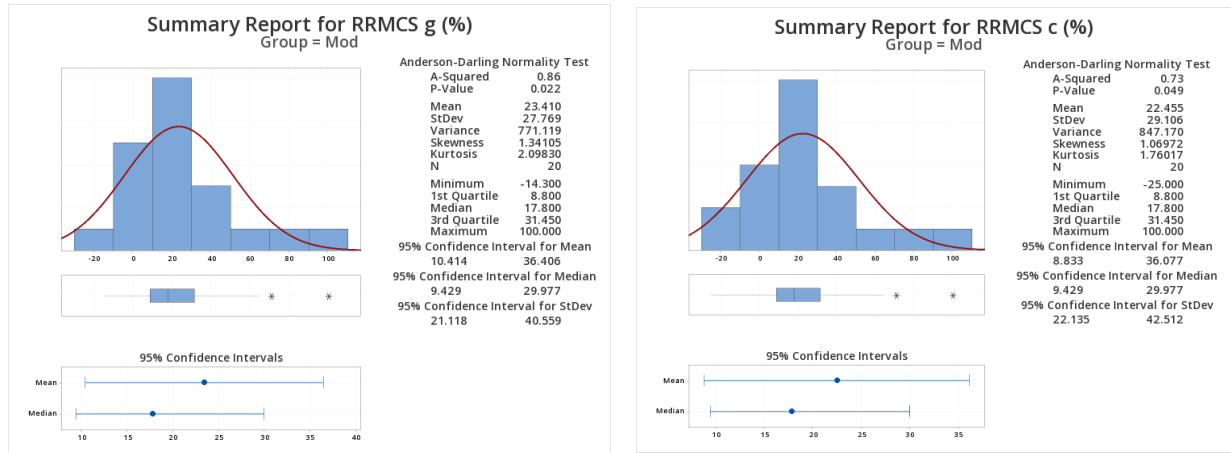 Summary Report for RRMCS g (%)
Group = Mod
Anderson-Darling Normality Test
A-Squared 0.86
P-Value 0.022
Mean 23.410
StDev 27.769
Variance 771.119
Skewness 1.34105
Kurtosis 2.09830
N 20
Minimum -14.300
1st Quartile 8.800
Median 17.800
3rd Quartile 31.450
Maximum 100.000
95% Confidence Interval for Mean
10.414 36.406
95% Confidence Interval for Median
9.429 29.977
95% Confidence Interval for StDev
21.118 40.559
-20 0 20 40 60 80 100
95% Confidence Intervals
Mean
Median
10 15 20 25 30 35 40
Summary Report for RRMCS c (%)
Group = Mod
Anderson-Darling Normality Test
A-Squared 0.73
P-Value 0.049
Mean 22.455
StDev 29.106
Variance 847.170
Skewness 1.06972
Kurtosis 1.76017
N 20
Minimum -25.000
1st Quartile 8.800
Median 17.800
3rd Quartile 31.450
Maximum 100.000
95% Confidence Interval for Mean
8.833 36.077
95% Confidence Interval for Median
9.429 29.977
95% Confidence Interval for StDev
22.135 42.512
-20 0 20 40 60 80 100
95% Confidence Intervals
Mean
Median
10 15 20 25 30 35